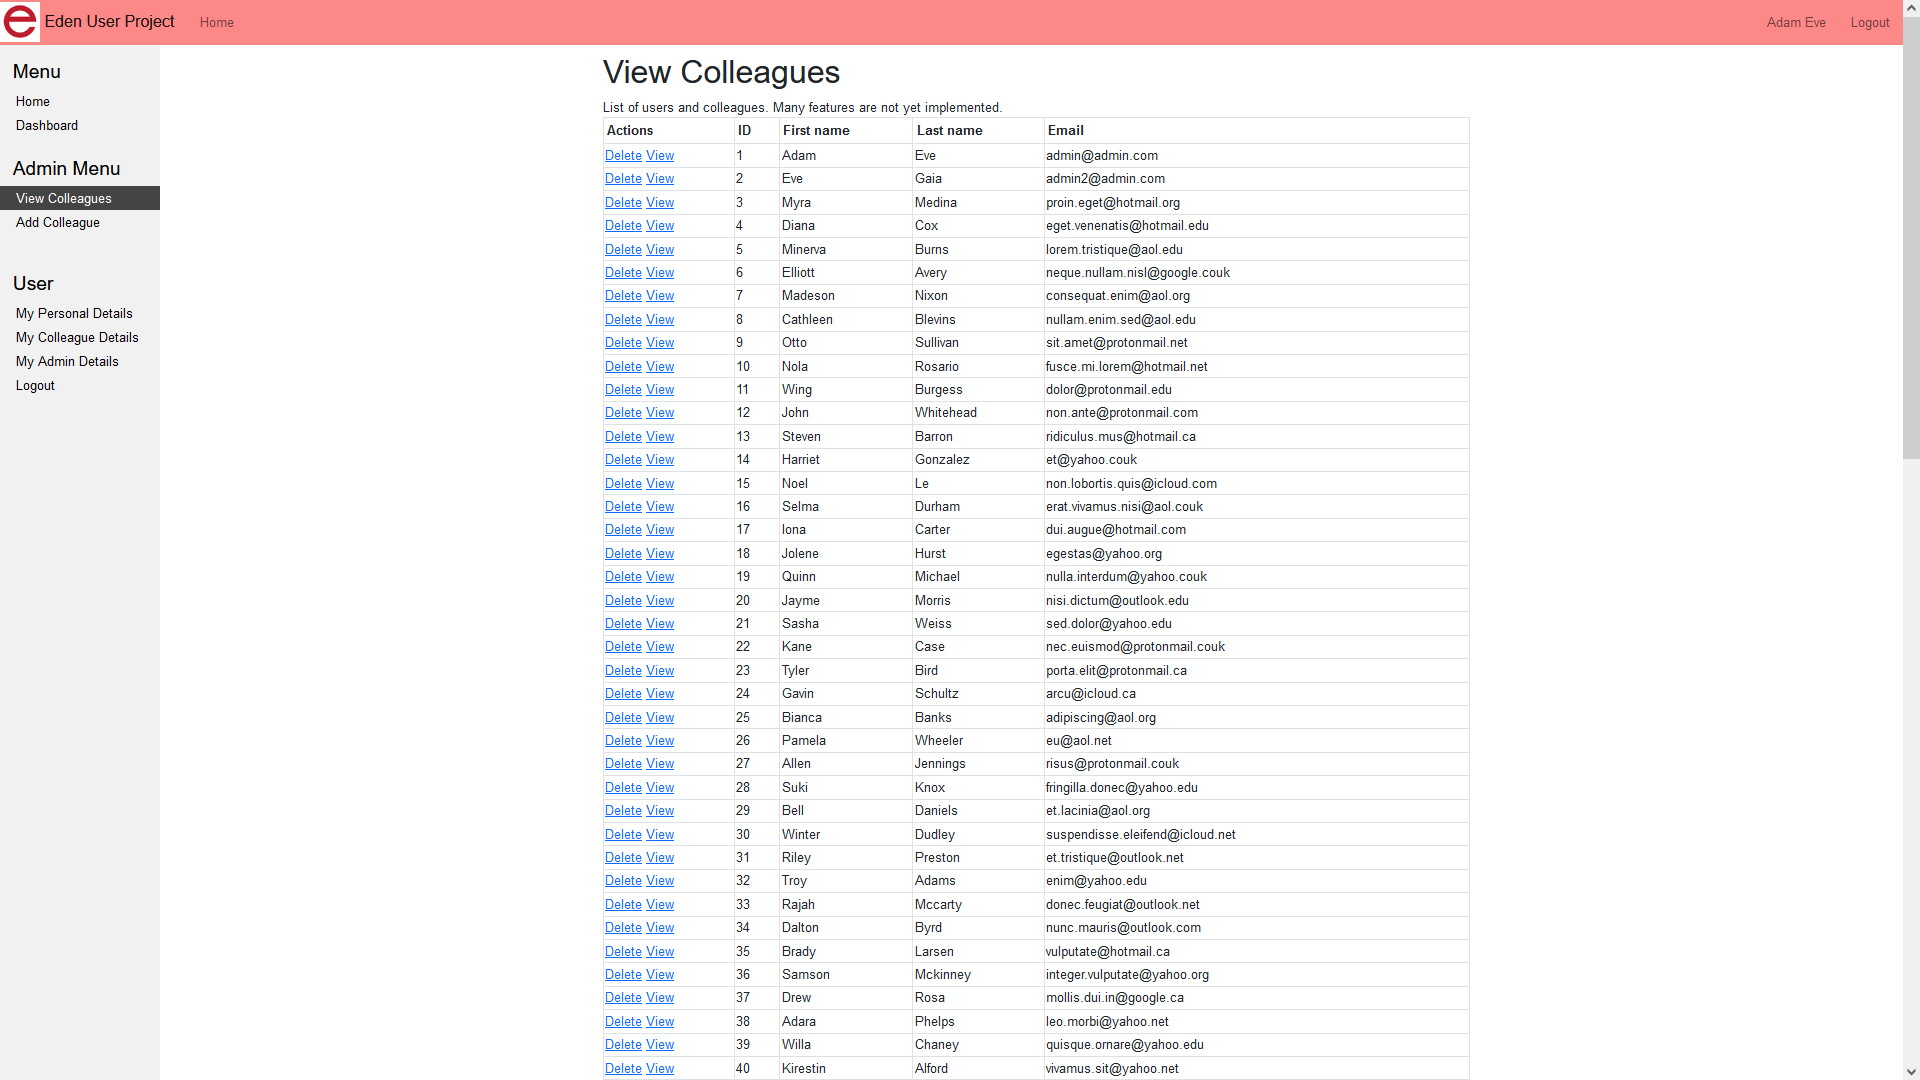 e Eden User Project Home Adam Eve Logout
Menu
Home
Dashboard
Admin Menu
View Colleagues
Add Colleague
User
My Personal Details
My Colleague Details
My Admin Details
Logout
View Colleagues
List of users and colleagues. Many features are not yet implemented.
Actions ID First name Last name Email
Delete View 1 Adam Eve admin@admin.com
Delete View 2 Eve Gaia admin2@admin.com
Delete View 3 Myra Medina proin.eget@hotmail.org
Delete View 4 Diana Cox eget.venenatis@hotmail.edu
Delete View 5 Minerva Burns lorem.tristique@aol.edu
Delete View 6 Elliott Avery neque.nullam.nisl@google.couk
Delete View 7 Madeson Nixon consequat.enim@aol.org
Delete View 8 Cathleen Blevins nullam.enim.sed@aol.edu
Delete View 9 Otto Sullivan sit.amet@protonmail.net
Delete View 10 Nola Rosario fusce.mi.lorem@hotmail.net
Delete View 11 Wing Burgess dolor@protonmail.edu
Delete View 12 John Whitehead non.ante@protonmail.com
Delete View 13 Steven Barron ridiculus.mus@hotmail.ca
Delete View 14 Harriet Gonzalez et@yahoo.couk
Delete View 15 Noel Le non.lobortis.quis@icloud.com
Delete View 16 Selma Durham erat.vivamus.nisi@aol.couk
Delete View 17 Iona Carter dui.augue@hotmail.com
Delete View 18 Jolene Hurst egestas@yahoo.org
Delete View 19 Quinn Michael nulla.interdum@yahoo.couk
Delete View 20 Jayme Morris nisi.dictum@outlook.edu
Delete View 21 Sasha Weiss sed.dolor@yahoo.edu
Delete View 22 Kane Case nec.euismod@protonmail.couk
Delete View 23 Tyler Bird porta.elit@protonmail.ca
Delete View 24 Gavin Schultz arcu@icloud.ca
Delete View 25 Bianca Banks adipiscing@aol.org
Delete View 26 Pamela Wheeler eu@aol.net
Delete View 27 Allen Jennings risus@protonmail.couk
Delete View 28 Suki Knox fringilla.donec@yahoo.edu
Delete View 29 Bell Daniels et.lacinia@aol.org
Delete View 30 Winter Dudley suspendisse.eleifend@icloud.net
Delete View 31 Riley Preston et.tristique@outlook.net
Delete View 32 Troy Adams enim@yahoo.edu
Delete View 33 Rajah Mccarty donec.feugiat@outlook.net
Delete View 34 Dalton Byrd nunc.mauris@outlook.com
Delete View 35 Brady Larsen vulputate@hotmail.ca
Delete View 36 Samson Mckinney integer.vulputate@yahoo.org
Delete View 37 Drew Rosa mollis.dui.in@google.ca
Delete View 38 Adara Phelps leo.morbi@yahoo.net
Delete View 39 Willa Chaney quisque.ornare@yahoo.edu
Delete View 40 Kirestin Alford vivamus.sit@yahoo.net